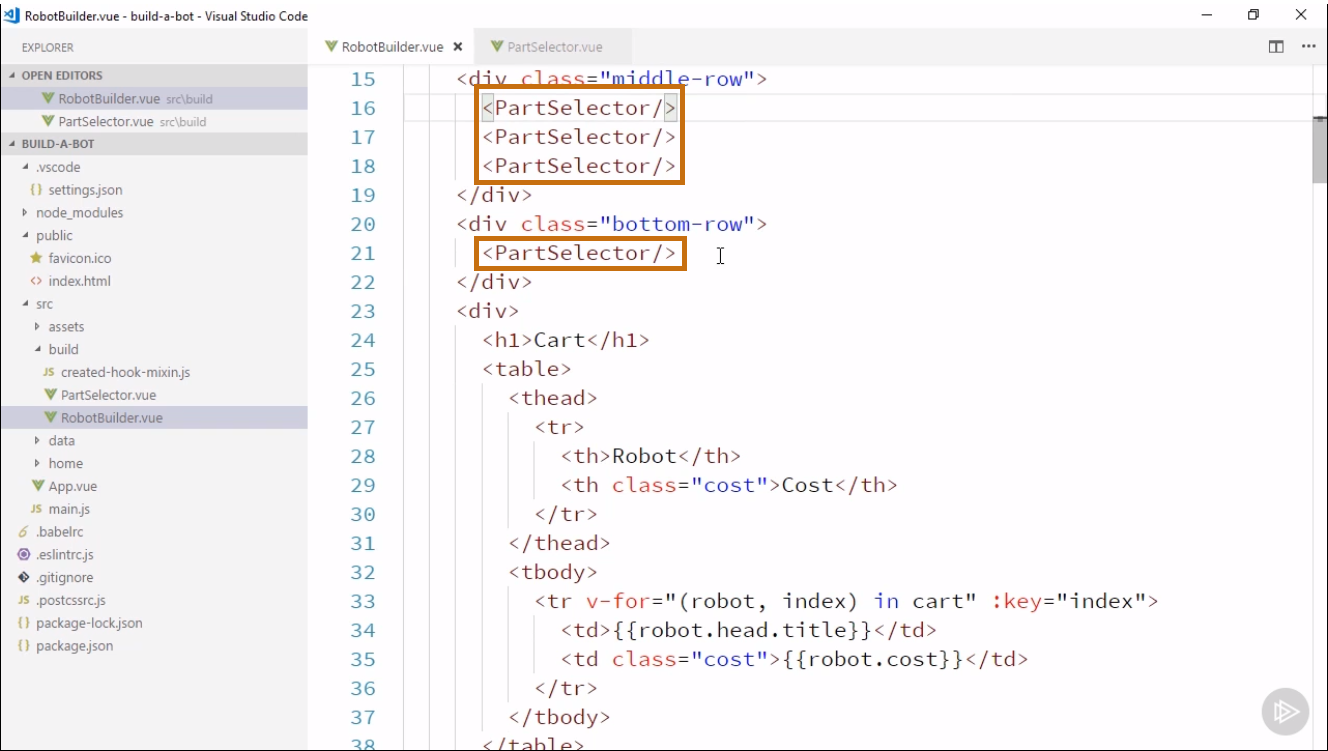 RobotBuilder.vue - build-a-bot - Visual Studio Code
EXPLORER
OPEN EDITORS
RobotBuilder.vue src\build
PartSelector.vue src\build
BUILD-A-BOT
.vscode
{} settings.json
node_modules
public
favicon.ico
<> index.html
src
assets
build
JS created-hook-mixin.js
PartSelector.vue
RobotBuilder.vue
data
home
App.vue
JS main.js
.babelrc
.eslintrc.js
.gitignore
JS .postcssrc.js
{} package-lock.json
{} package.json
RobotBuilder.vue PartSelector.vue
15 <div class="middle-row">
16 <PartSelector/>
17 <PartSelector/>
18 <PartSelector/>
19 </div>
20 <div class="bottom-row">
21 <PartSelector/>
22 </div>
23 <div>
24 <h1>Cart</h1>
25 <table>
26 <thead>
27 <tr>
28 <th>Robot</th>
29 <th class="cost">Cost</th>
30 </tr>
31 </thead>
32 <tbody>
33 <tr v-for="(robot, index) in cart" :key="index">
34 <td>{{robot.head.title}}</td>
35 <td class="cost">{{robot.cost}}</td>
36 </tr>
37 </tbody>
38 </table>